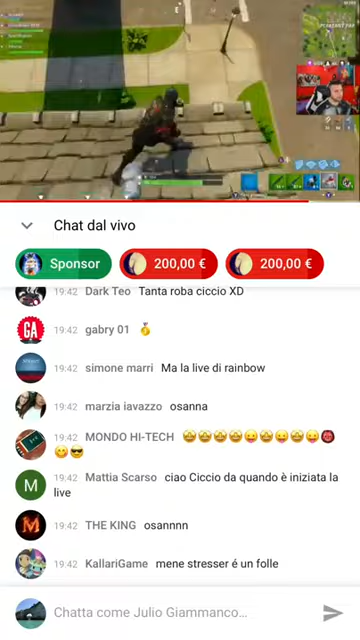 Chat dal vivo
Sponsor
200,00 €
200,00 €
19:42 Dark Teo Tanta roba ciccio XD
GA
19:42 gabry 01 🥇
19:42 simone marri Ma la live di rainbow
19:42 marzia iavazzo osanna
19:42 MONDO HI-TECH 🤩🤩🤩🤩😛🤩😛🤩😛👹
😋😎
M
19:42 Mattia Scarso ciao Ciccio da quando è iniziata la
live
19:42 THE KING osannnn
19:42 KallariGame mene stresser é un folle
Chatta come Julio Giammanco...